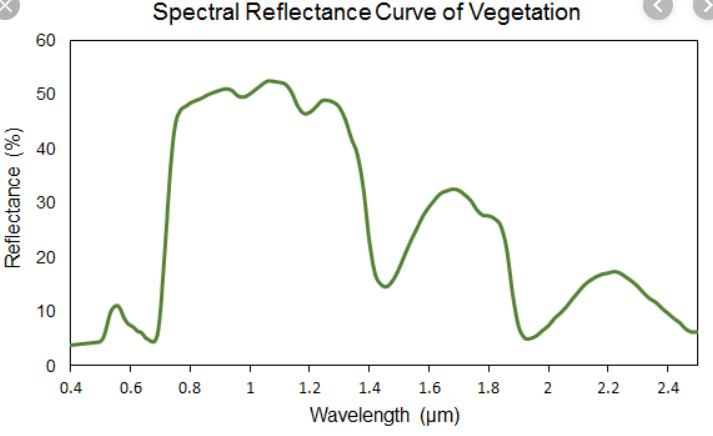 Spectral Reflectance Curve of Vegetation
60
50
40
30
20
10
0
Reflectance (%)
0.4 0.6 0.8 1 1.2 1.4 1.6 1.8 2 2.2 2.4
Wavelength (µm)